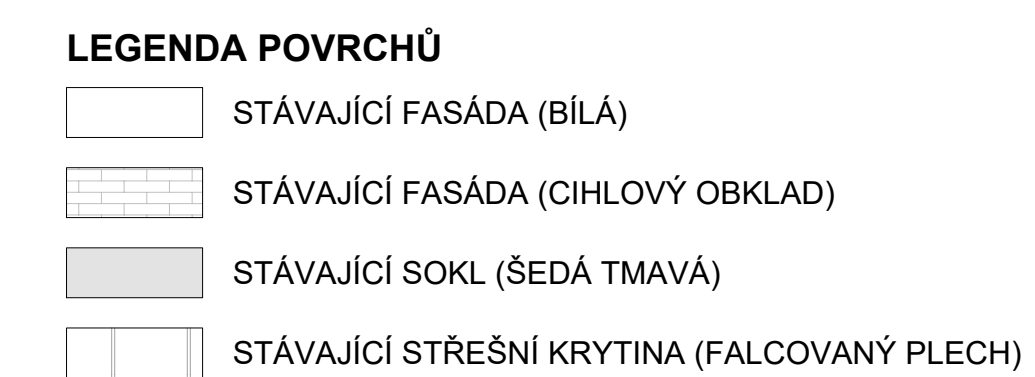 LEGENDA POVRCHŮ
STÁVAJÍCÍ FASÁDA (BÍLÁ)
STÁVAJÍCÍ FASÁDA (CIHLOVÝ OBKLAD)
STÁVAJÍCÍ SOKL (ŠEDÁ TMAVÁ)
STÁVAJÍCÍ STŘEŠNÍ KRYTINA (FALCOVANÝ PLECH)